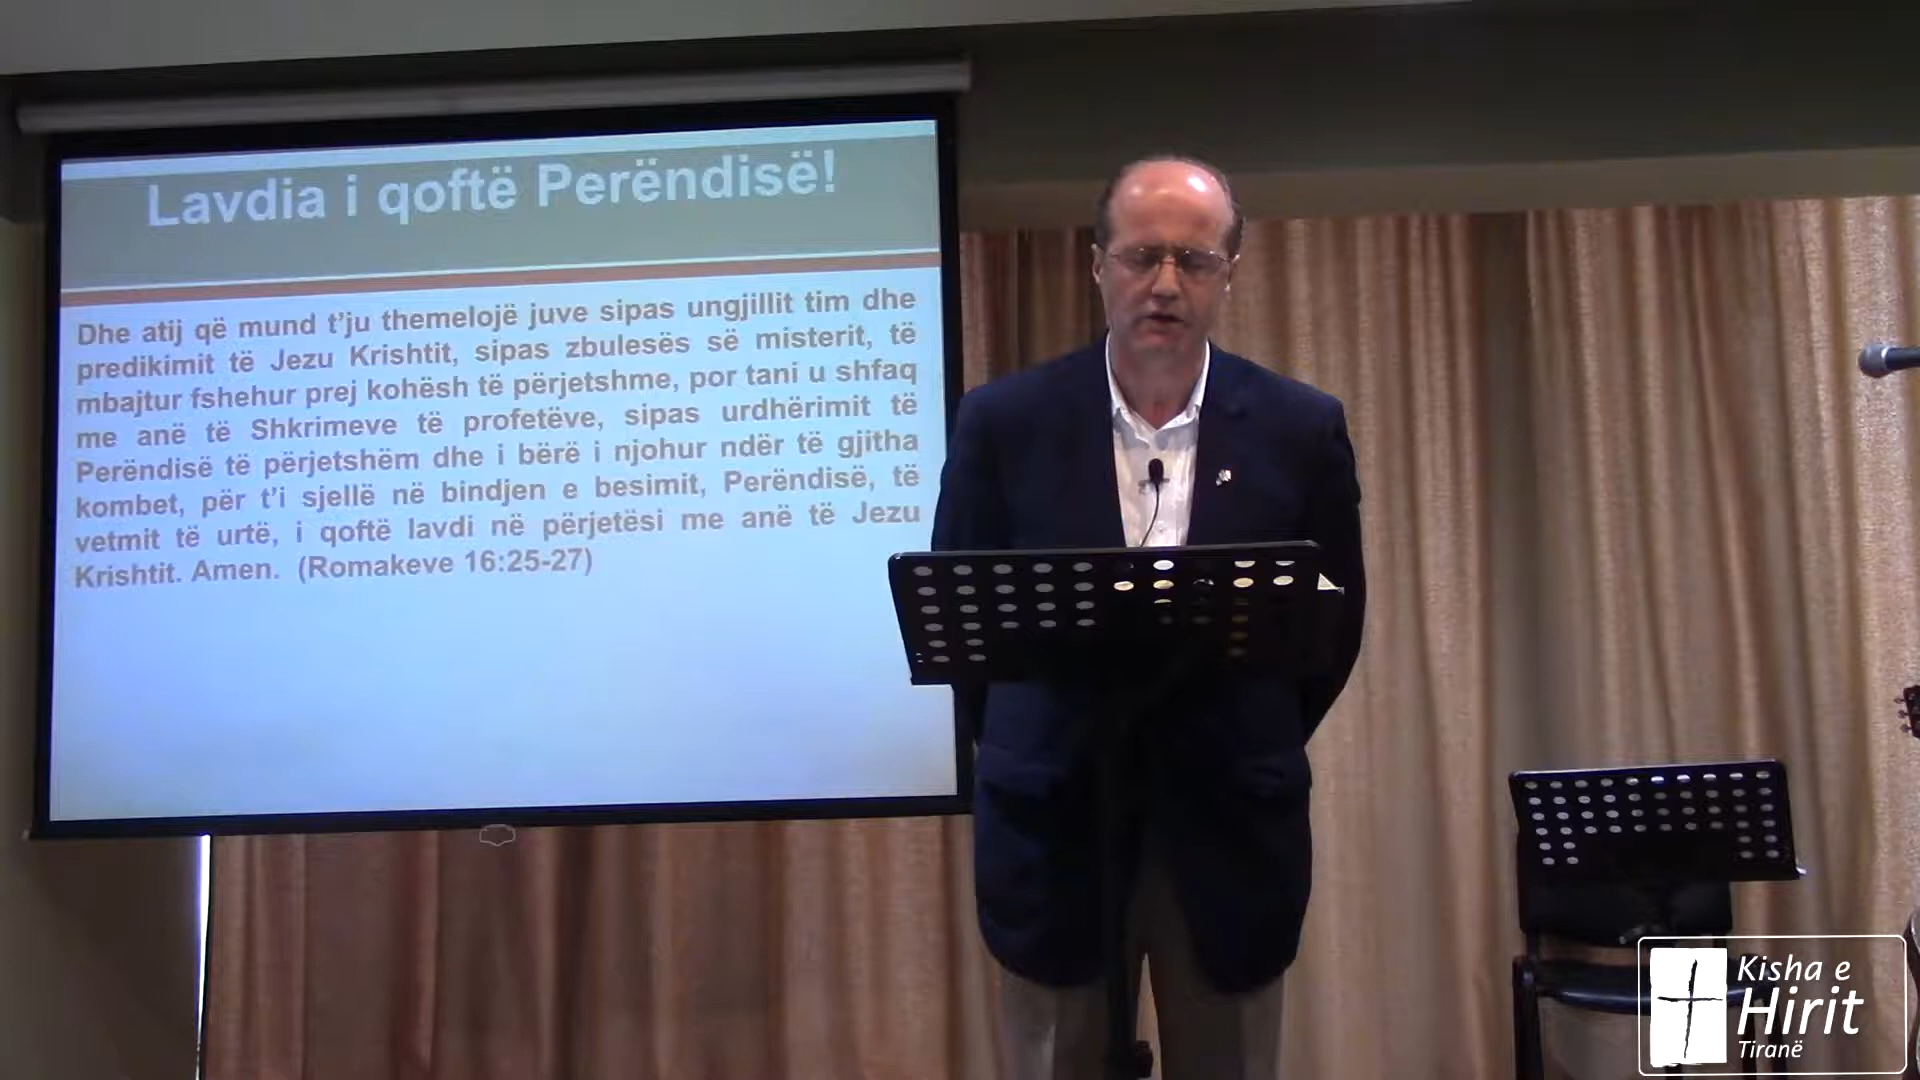 Lavdia i qoftë Perëndisë!
Dhe atij që mund t'ju themelojë juve sipas ungjillit tim dhe
predikimit të Jezu Krishtit, sipas zbulesës së misterit, të
mbajtur fshehur prej kohësh të përjetshme, por tani u shfaq
me anë të Shkrimeve të profetëve, sipas urdhërimit të
Perëndisë të përjetshëm dhe i bërë i njohur ndër të gjitha
kombet, për t'i sjellë në bindjen e besimit, Perëndisë, të
vetmit të urtë, i qoftë lavdi në përjetësi me anë të Jezu
Krishtit. Amen. (Romakeve 16:25-27)
Kisha e
Hirit
Tiranë